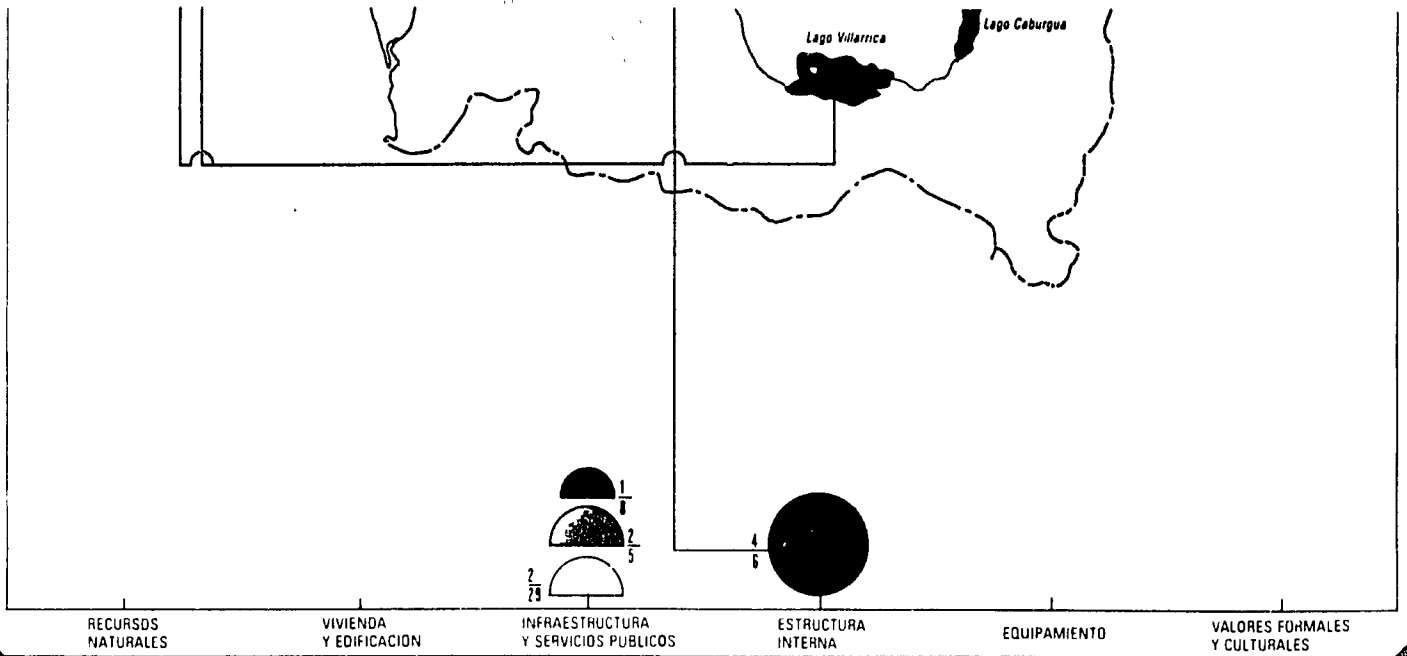 Lago Caburgua
Lago Villarrica
1
8
2
5
2
29
4
6
RECURSOS
NATURALES
VIVIENDA
Y EDIFICACION
INFRAESTRUCTURA
Y SERVICIOS PUBLICOS
ESTRUCTURA
INTERNA
EQUIPAMIENTO
VALORES FORMALES
Y CULTURALES